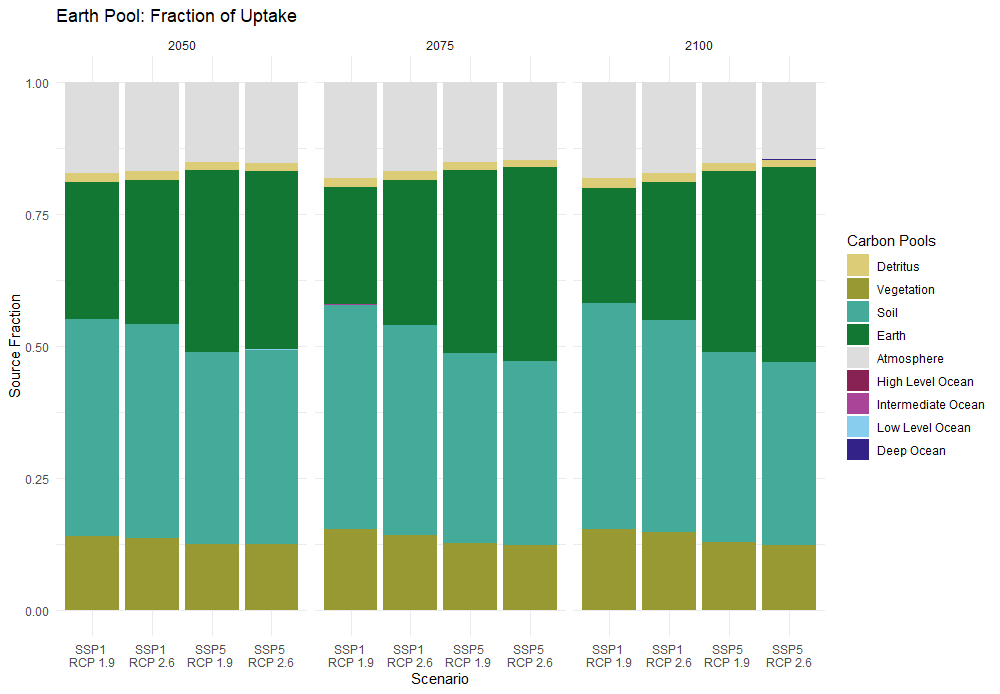 Earth Pool: Fraction of Uptake
2050
2075
2100
1.00
0.75
0.50
0.25
0.00
Source Fraction
SSP1
RCP 1.9
SSP1
RCP 2.6
SSP5
RCP 1.9
SSP5
RCP 2.6
SSP1
RCP 1.9
SSP1
RCP 2.6
SSP5
RCP 1.9
SSP5
RCP 2.6
SSP1
RCP 1.9
SSP1
RCP 2.6
SSP5
RCP 1.9
SSP5
RCP 2.6
Scenario
Carbon Pools
Detritus
Vegetation
Soil
Earth
Atmosphere
High Level Ocean
Intermediate Ocean
Low Level Ocean
Deep Ocean